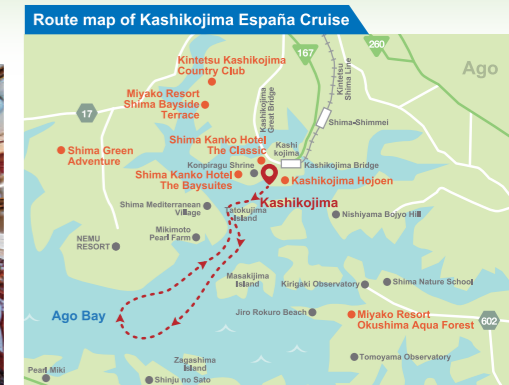 Route map of Kashikojima España Cruise
167
260
Ago
Kintetsu Kashikojima
Country Club
Kintetsu
Shima Line
Miyako Resort
Shima Bayside
Terrace
Kashikojima
Great Bridge
17
Shima-Shimmei
Shima Kanko Hotel
The Classic
Kashi
kojima
Shima Green
Adventure
Konpiragu Shrine
Kashikojima Bridge
Shima Kanko Hotel
The Baysuites
Kashikojima Hojoen
Kashikojima
Shima Mediterranean
Village
Tatokujima
Island
Nishiyama Bojyo Hill
Mikimoto
Pearl Farm
NEMU
RESORT
Masakijima
Island
Kirigaki Observatory
Shima Nature School
Ago Bay
Jiro Rokuro Beach
Miyako Resort
Okushima Aqua Forest
602
Zagashima
Island
Tomoyama Observatory
Pearl Miki
Shinju no Sato